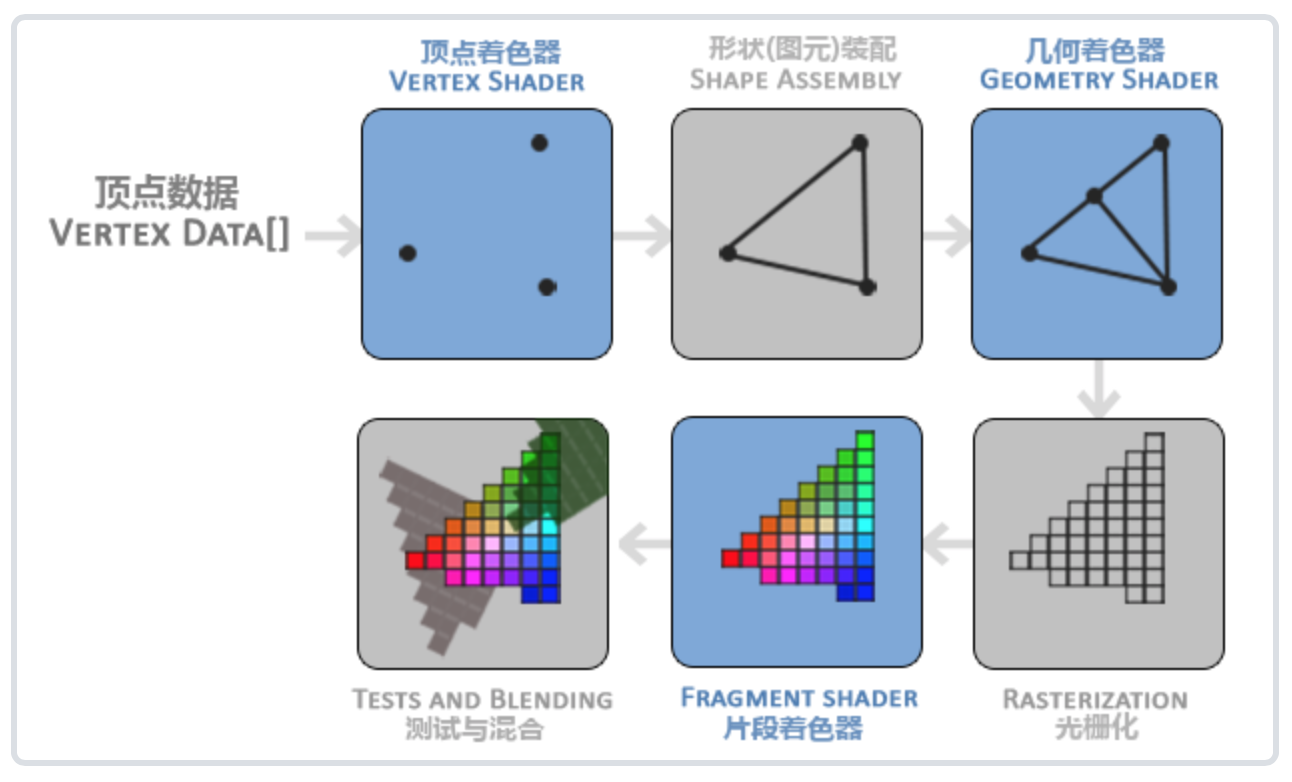 顶点着色器
VERTEX SHADER
形状(图元)装配
SHAPE ASSEMBLY
几何着色器
GEOMETRY SHADER
顶点数据
VERTEX DATA[]
TESTS AND BLENDING
测试与混合
FRAGMENT SHADER
片段着色器
RASTERIZATION
光栅化